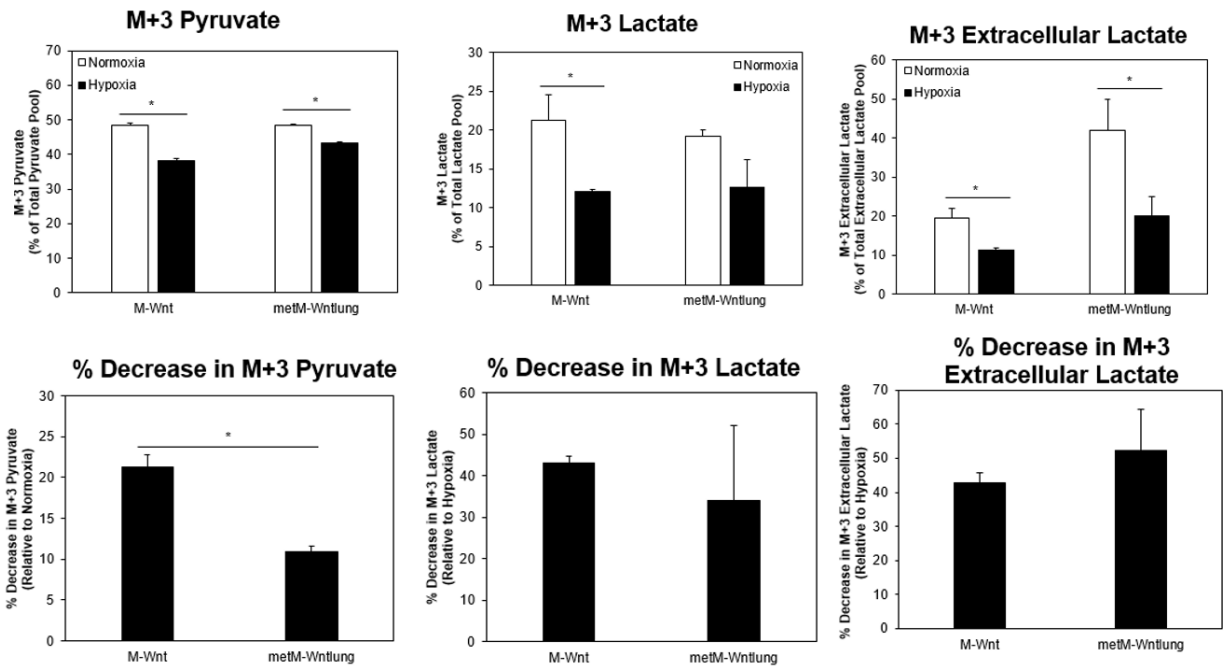 M+3 Pyruvate
M+3 Pyruvate
(% of Total Pyruvate Pool)
70
60
50
40
30
20
10
0
Normoxia
Hypoxia
*
*
M-Wnt
metM-Wntlung
M+3 Lactate
M+3 Lactate
(% of Total Lactate Pool)
30
25
20
15
10
5
0
Normoxia
Hypoxia
*
M-Wnt
metM-Wntlung
M+3 Extracellular Lactate
M+3 Extracellular Lactate
(% of Total Extracellular Lactate Pool)
60
50
40
30
20
10
0
Normoxia
Hypoxia
*
*
M-Wnt
metM-Wntlung
% Decrease in M+3 Pyruvate
% Decrease in M+3 Pyruvate
(Relative to Normoxia)
30
25
20
15
10
5
0
*
M-Wnt
metM-Wntlung
% Decrease in M+3 Lactate
% Decrease in M+3 Lactate
(Relative to Hypoxia)
60
50
40
30
20
10
0
M-Wnt
metM-Wntlung
% Decrease in M+3
Extracellular Lactate
% Decrease in M+3 Extracellular Lactate
(Relative to Hypoxia)
70
60
50
40
30
20
10
0
M-Wnt
metM-Wntlung